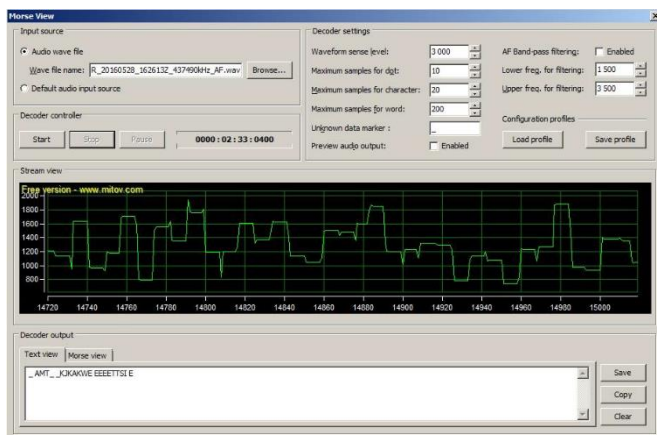 Morse View
Input source
Audio wave file
Wave file name: R_20160528_162613Z_437490kHz_AF.wav Browse...
Default audio input source
Decoder controller
Start Stop Pause 0000 : 02 : 33 : 0400
Decoder settings
Waveform sense level: 3 000
Maximum samples for dot: 10
Maximum samples for character: 20
Maximum samples for word: 200
Unknown data marker : _
Preview audio output: Enabled
AF Band-pass filtering: Enabled
Lower freq. for filtering: 1 500
Upper freq. for filtering: 3 500
Configuration profiles
Load profile Save profile
Stream view
Free version - www.mitov.com
2000
1800
1600
1400
1200
1000
800
14720 14740 14760 14780 14800 14820 14840 14860 14880 14900 14920 14940 14960 14980 15000
Decoder output
Text view Morse view
_ AMT_ _KJKAKWE EEEETTSI E
Save
Copy
Clear